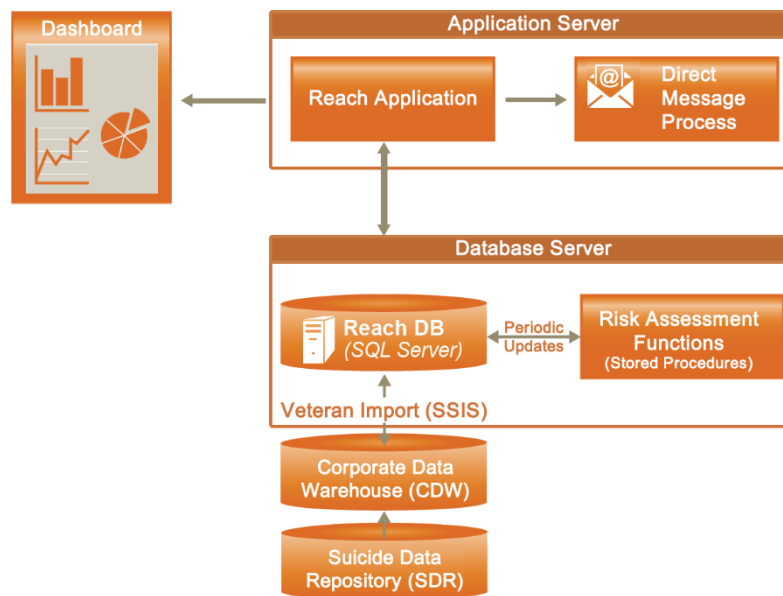 Dashboard
Application Server
Reach Application
@
Direct
Message
Process
Database Server
Reach DB
(SQL Server)
Periodic
Updates
Risk Assessment
Functions
(Stored Procedures)
Veteran Import (SSIS)
Corporate Data
Warehouse (CDW)
Suicide Data
Repository (SDR)